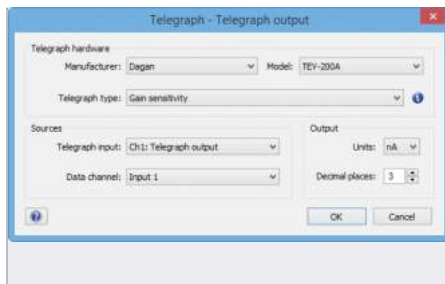 Telegraph - Telegraph output
Telegraph hardware
Manufacturer: Dagan Model: TEV-200A
Telegraph type: Gain sensitivity
Sources
Output
Telegraph input: Ch1: Telegraph output
Units: nA
Data channel: Input 1
Decimal places: 3
OK Cancel